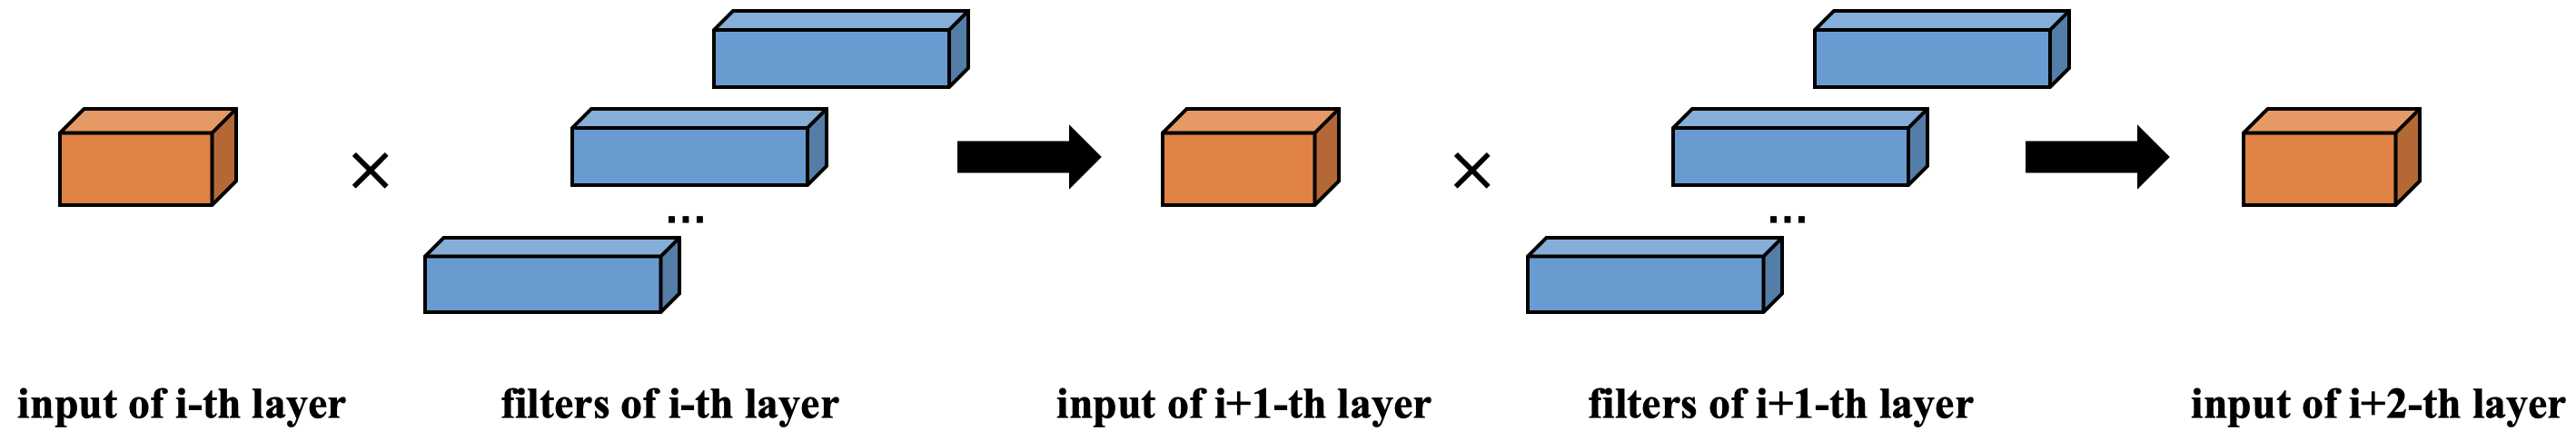 ×
...
×
...
input of i-th layer
filters of i-th layer
input of i+1-th layer
filters of i+1-th layer
input of i+2-th layer